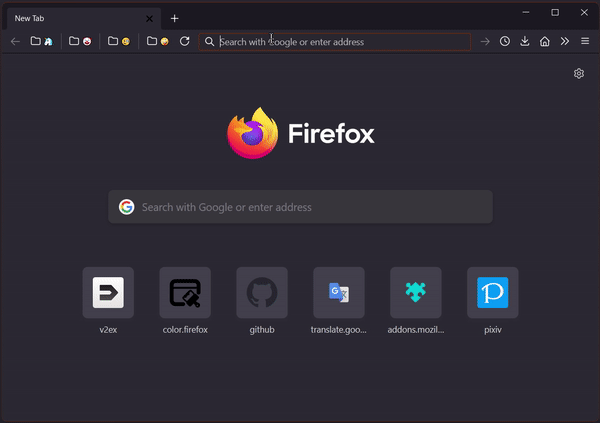 New Tab
Search with Google or enter address
Firefox
Search with Google or enter address
v2ex
color.firefox
github
translate.goo...
addons.mozil...
pixiv